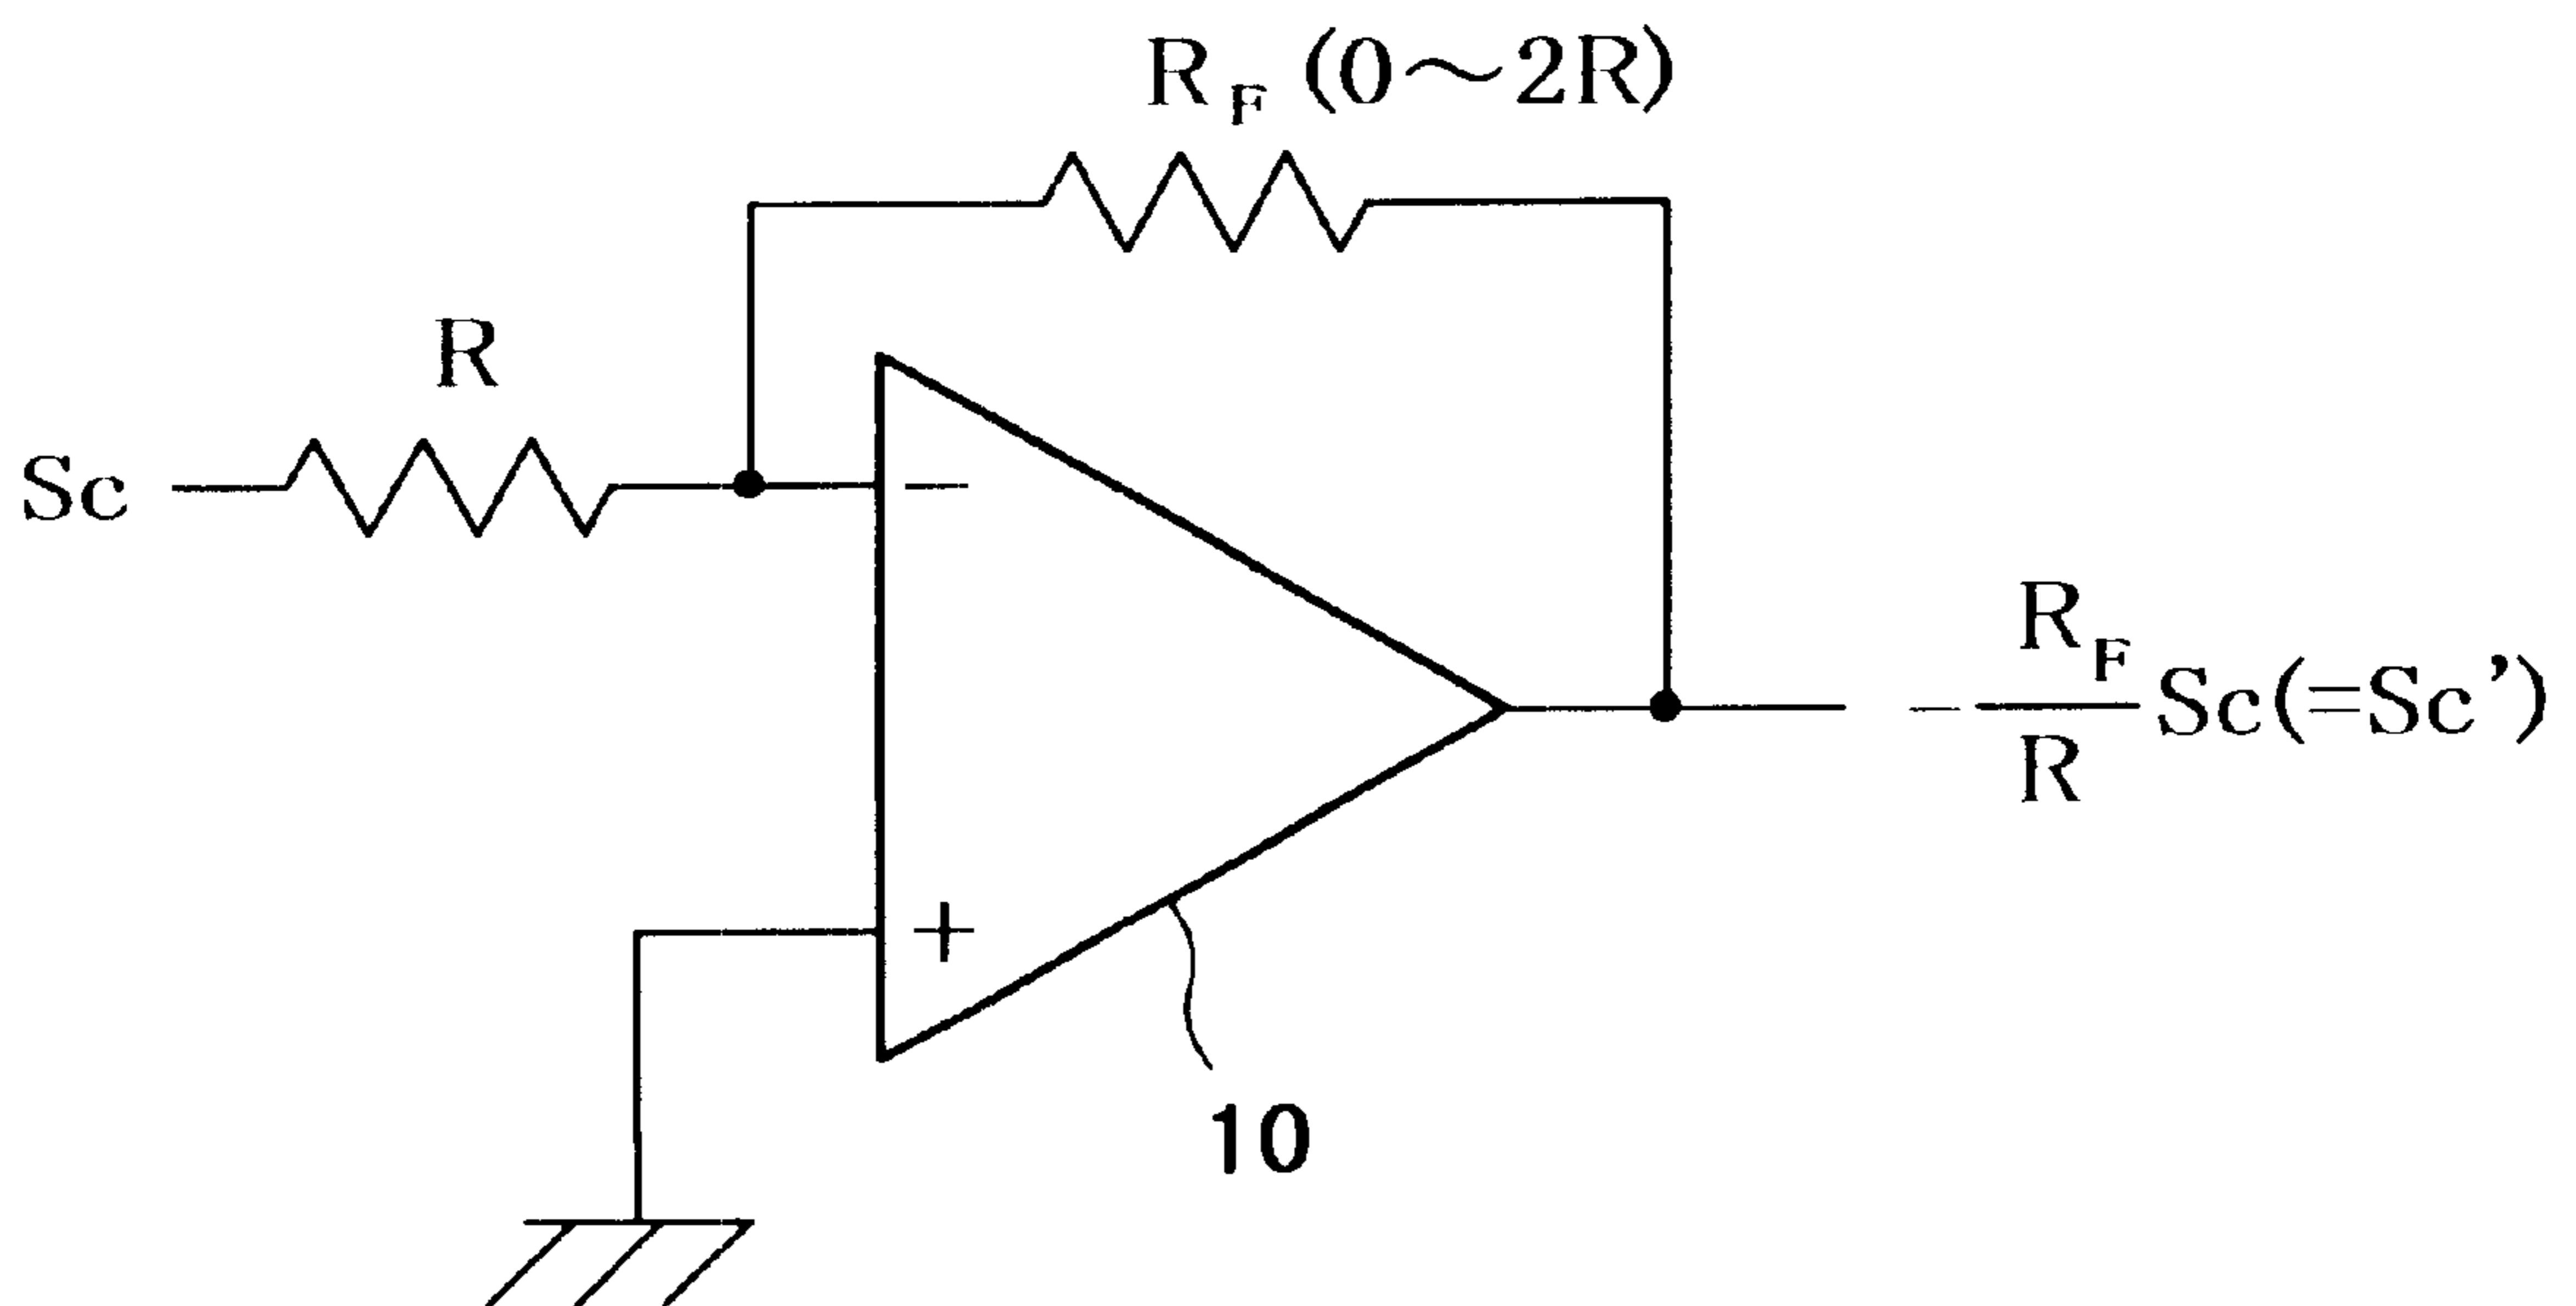 R_F (0～2R)
R
Sc
−
R_F
− ── Sc(=Sc')
R
+
10